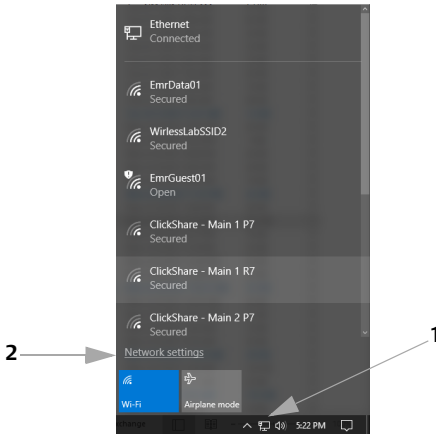 Ethernet
Connected
EmrData01
Secured
WirlessLabSSID2
Secured
EmrGuest01
Open
ClickShare - Main 1 P7
Secured
ClickShare - Main 1 R7
Secured
ClickShare - Main 2 P7
Secured
2
Network settings
1
Wi-Fi
Airplane mode
5:22 PM